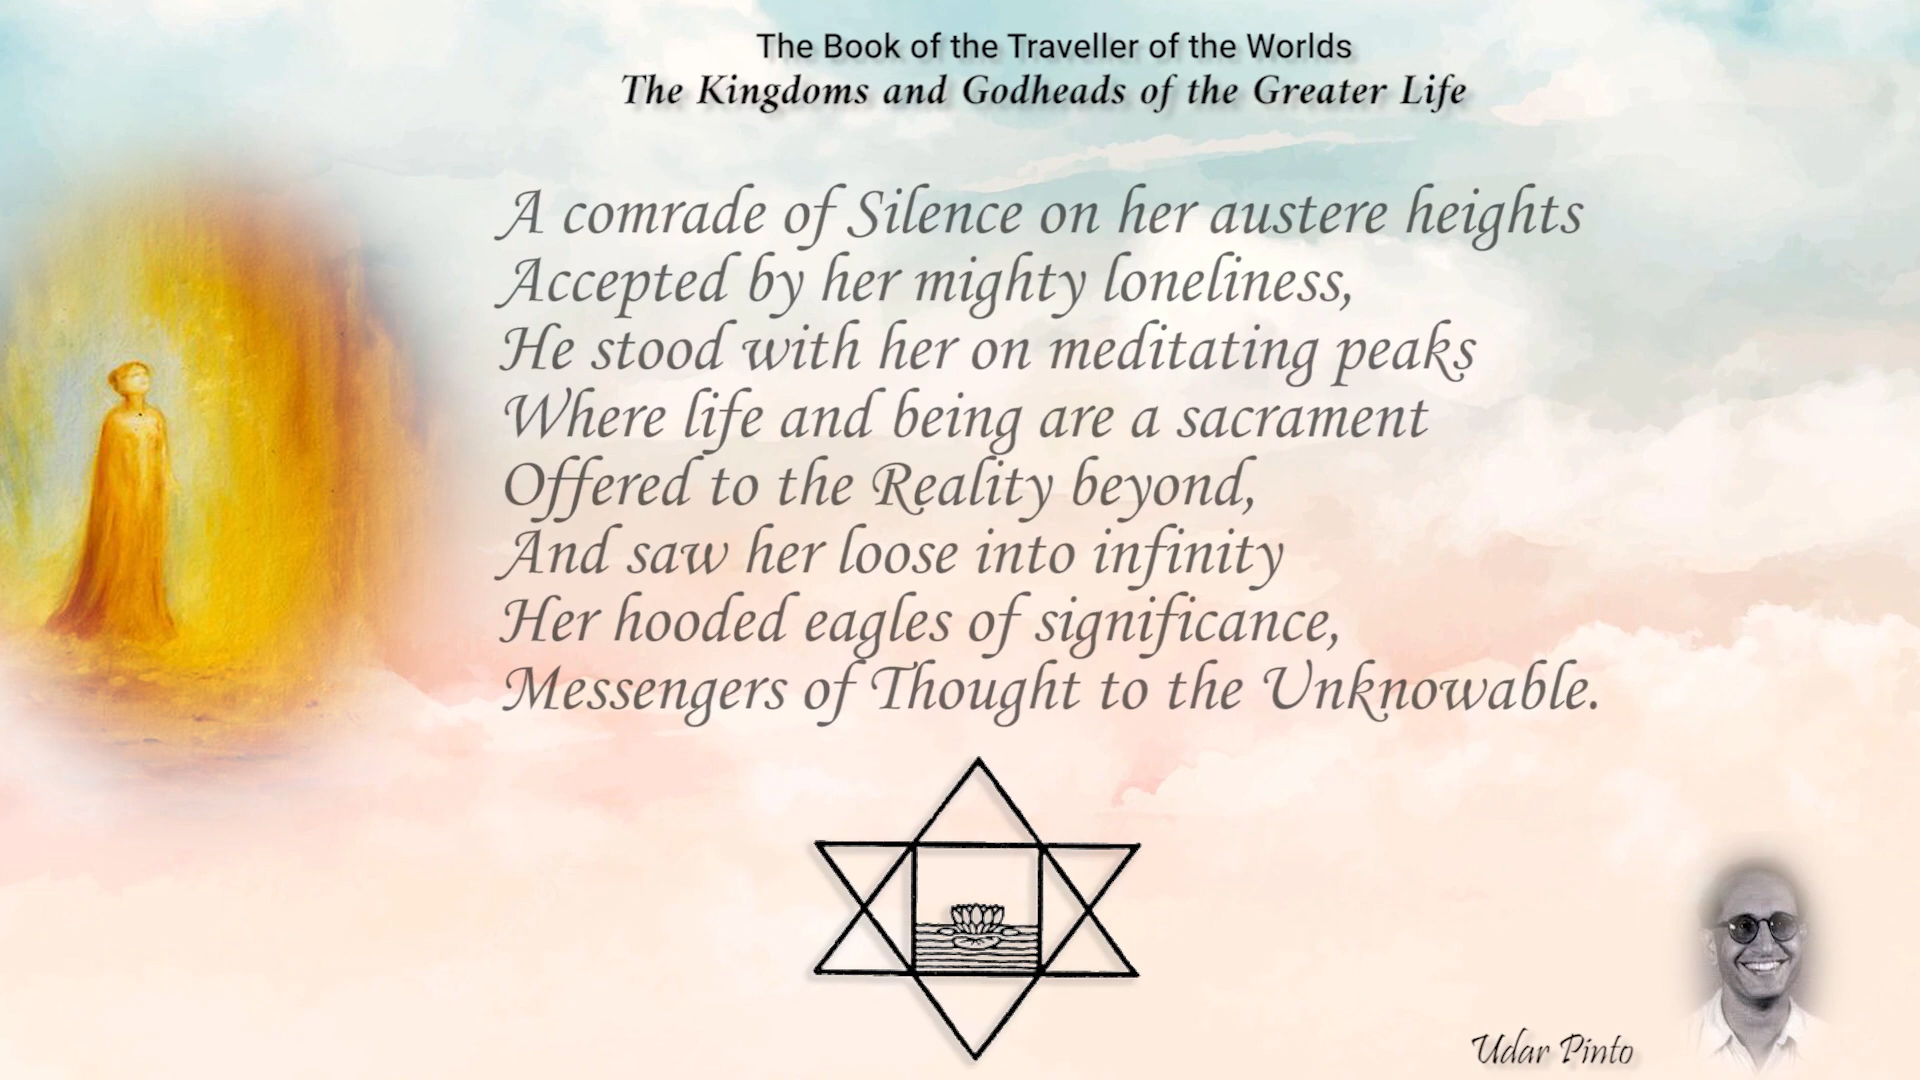 The Book of the Traveller of the Worlds
The Kingdoms and Godheads of the Greater Life
A comrade of Silence on her austere heights
Accepted by her mighty loneliness,
He stood with her on meditating peaks
Where life and being are a sacrament
Offered to the Reality beyond,
And saw her loose into infinity
Her hooded eagles of significance,
Messengers of Thought to the Unknowable.
Udar Pinto